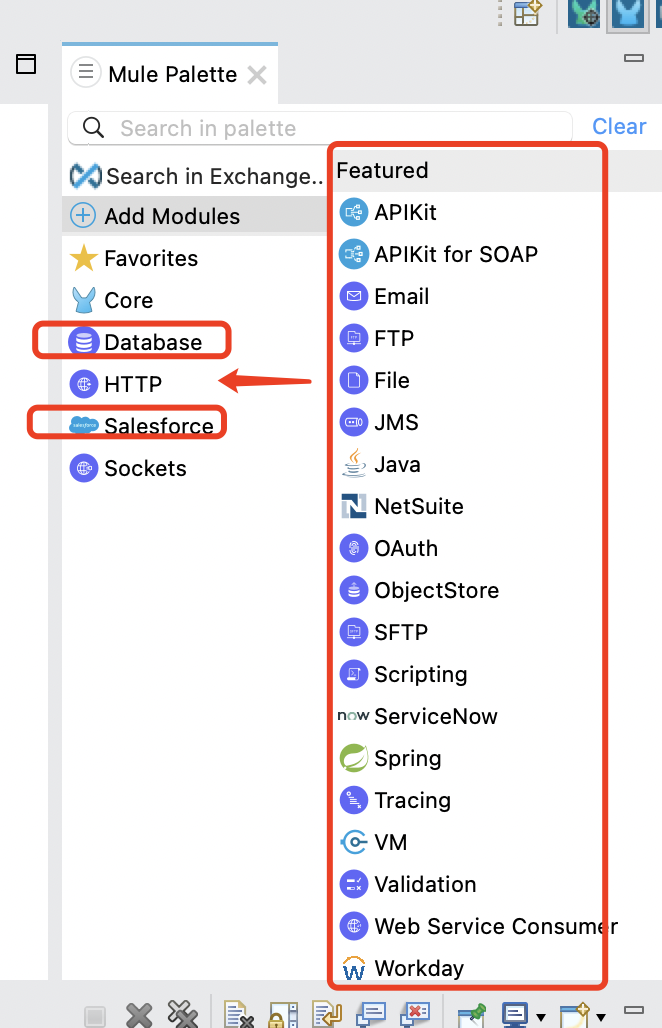 Mule Palette
Search in palette
Clear
Search in Exchange..
Add Modules
Favorites
Core
Database
HTTP
salesforce
Salesforce
Sockets
Featured
APIKit
APIKit for SOAP
Email
FTP
File
JMS
Java
N
NetSuite
OAuth
ObjectStore
SFTP
Scripting
now
ServiceNow
Spring
Tracing
VM
Validation
Web Service Consumer
W
Workday